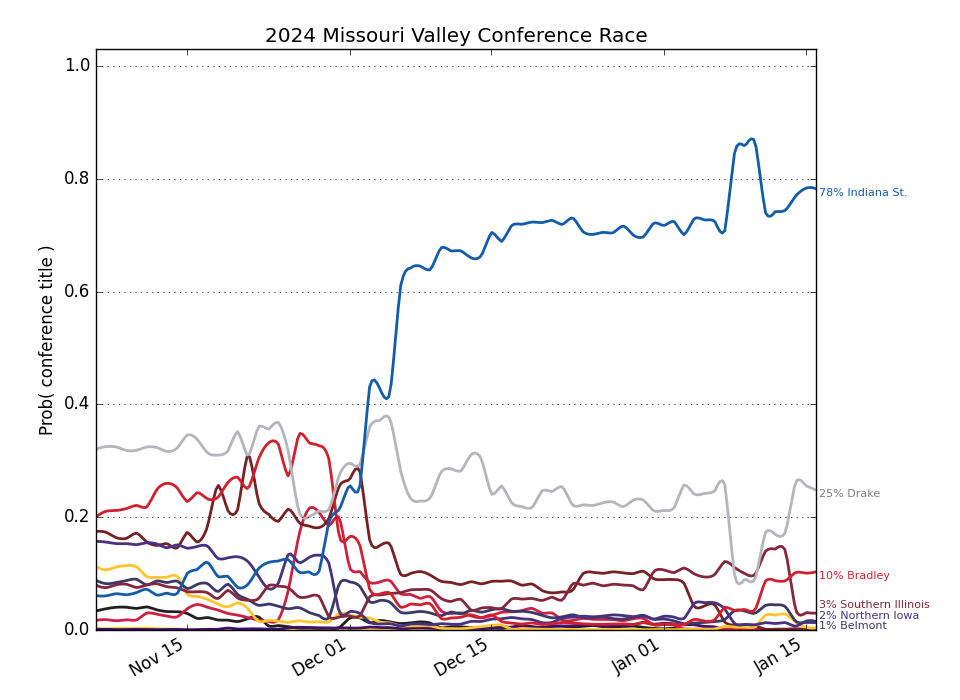 2024 Missouri Valley Conference Race
1.0
0.8
0.6
0.4
0.2
0.0
Prob( conference title )
Nov 15
Dec 01
Dec 15
Jan 01
Jan 15
78% Indiana St.
25% Drake
10% Bradley
3% Southern Illinois
2% Northern Iowa
1% Belmont